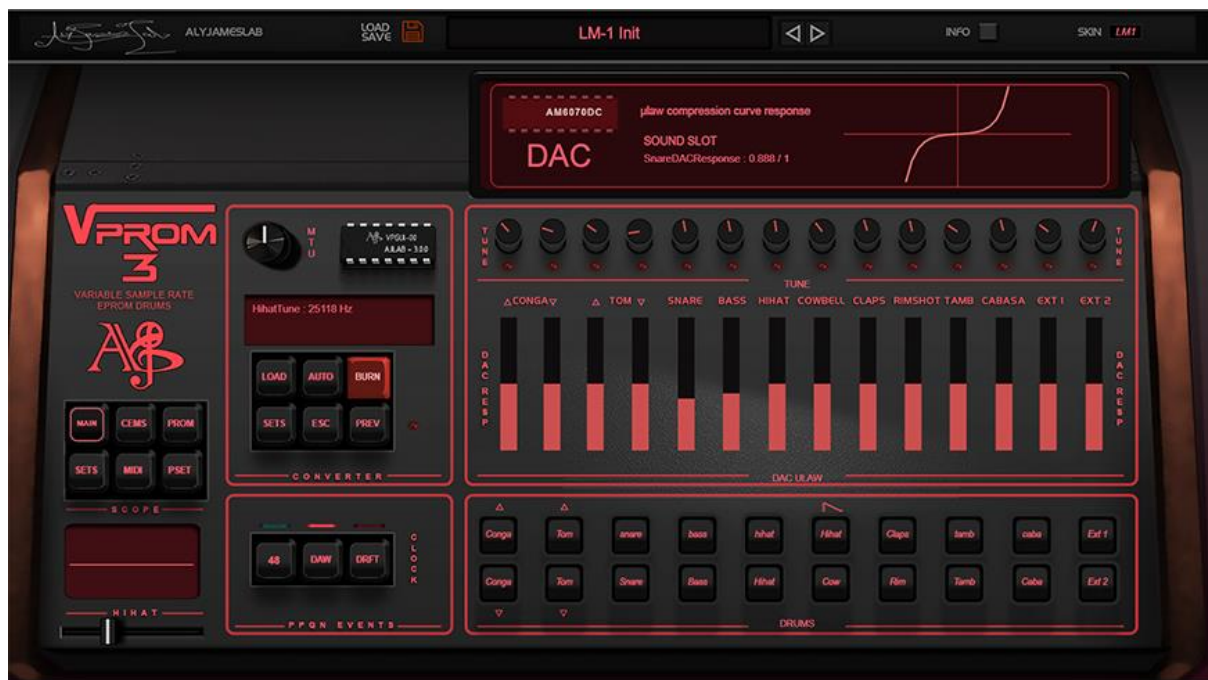 ALYJAMESLAB
LOAD
SAVE
LM-1 Init
INFO
SKIN LM1
AM6070DC
DAC
µlaw compression curve response
SOUND SLOT
SnareDACResponse : 0.888 / 1
VPROM
3
VARIABLE SAMPLE RATE
EPROM DRUMS
MAIN CEMS PROM
SETS MIDI PSET
SCOPE
HIHAT
MTU
HihatTune : 25118 Hz
LOAD AUTO BURN
SETS ESC PREV
CONVERTER
48 DAW DRFT
CLOCK
PPQN EVENTS
TUNE TUNE
TUNE
CONGA TOM SNARE BASS HIHAT COWBELL CLAPS RIMSHOT TAMB CABASA EXT 1 EXT 2
DAC RESP DAC RESP
DAC ULAW
Conga Tom snare bass hihat Hihat Claps tamb caba Ext 1
Conga Tom Snare Bass Hihat Cow Rim Tamb Caba Ext 2
DRUMS